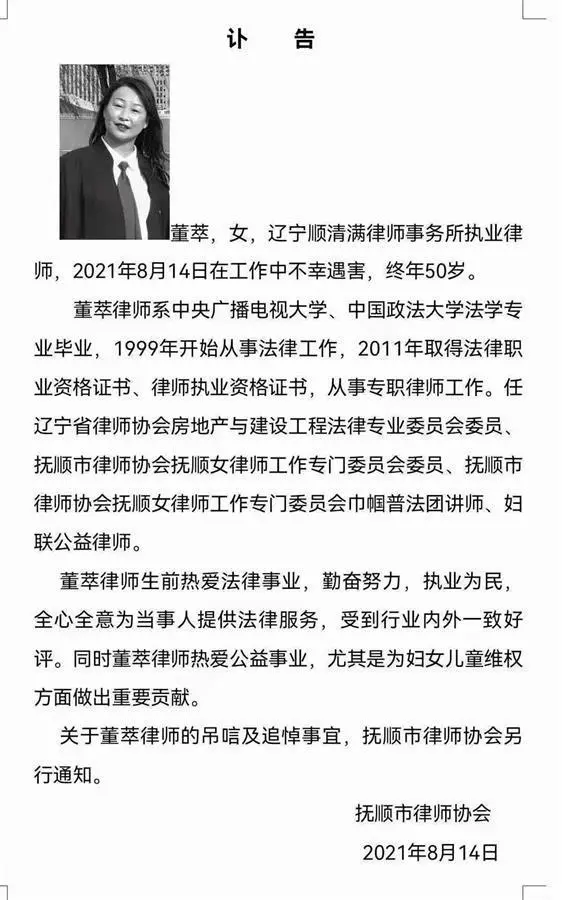 讣 告
董萃，女，辽宁顺清满律师事务所执业律
师，2021年8月14日在工作中不幸遇害，终年50岁。
董萃律师系中央广播电视大学、中国政法大学法学专
业毕业，1999年开始从事法律工作，2011年取得法律职
业资格证书、律师执业资格证书，从事专职律师工作。任
辽宁省律师协会房地产与建设工程法律专业委员会委员、
抚顺市律师协会抚顺女律师工作专门委员会委员、抚顺市
律师协会抚顺女律师工作专门委员会巾帼普法团讲师、妇
联公益律师。
董萃律师生前热爱法律事业，勤奋努力，执业为民，
全心全意为当事人提供法律服务，受到行业内外一致好
评。同时董萃律师热爱公益事业，尤其是为妇女儿童维权
方面做出重要贡献。
关于董萃律师的吊唁及追悼事宜，抚顺市律师协会另
行通知。
抚顺市律师协会
2021年8月14日